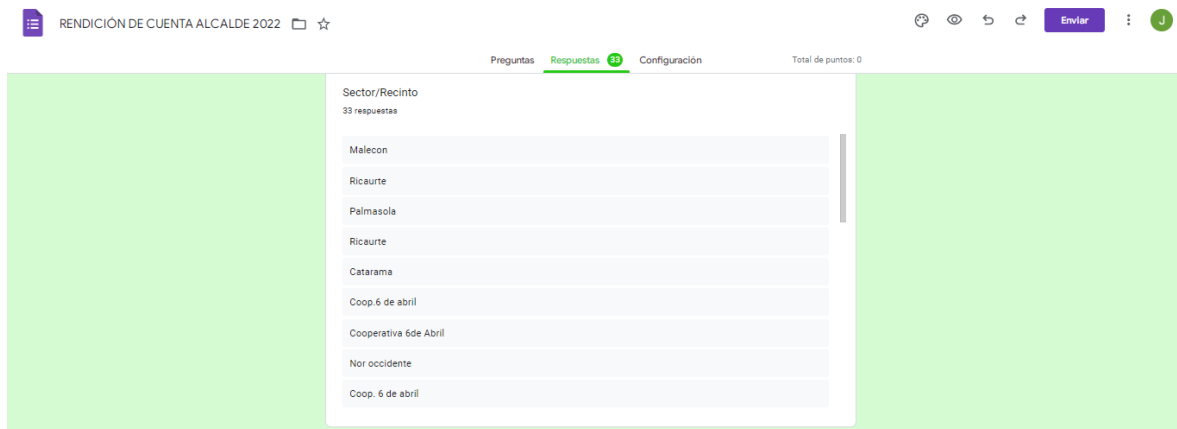 RENDICIÓN DE CUENTA ALCALDE 2022
Enviar
J
Preguntas Respuestas 33 Configuración Total de puntos: 0
Sector/Recinto
33 respuestas
Malecon
Ricaurte
Palmasola
Ricaurte
Catarama
Coop.6 de abril
Cooperativa 6de Abril
Nor occidente
Coop. 6 de abril